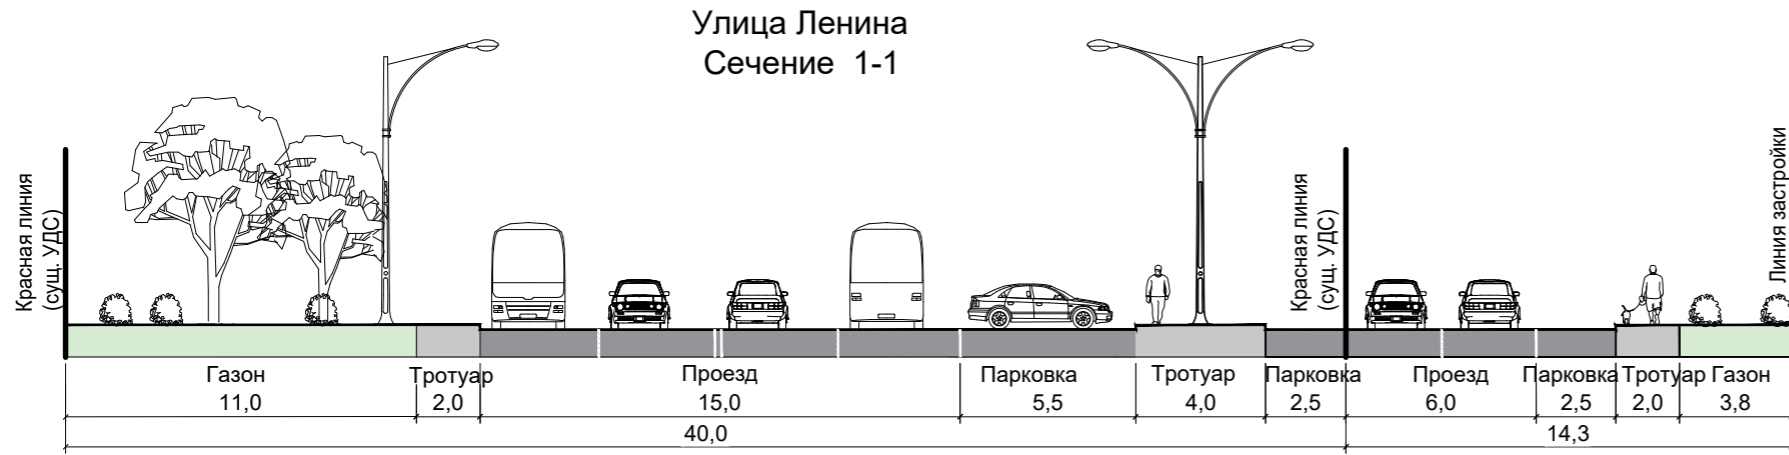 Улица Ленина
Сечение 1-1
Красная линия
(сущ. УДС)
Красная линия
(сущ. УДС)
Линия застройки
Газон Тротуар Проезд Парковка Тротуар Парковка Проезд Парковка Тротуар Газон
11,0 2,0 15,0 5,5 4,0 2,5 6,0 2,5 2,0 3,8
40,0 14,3